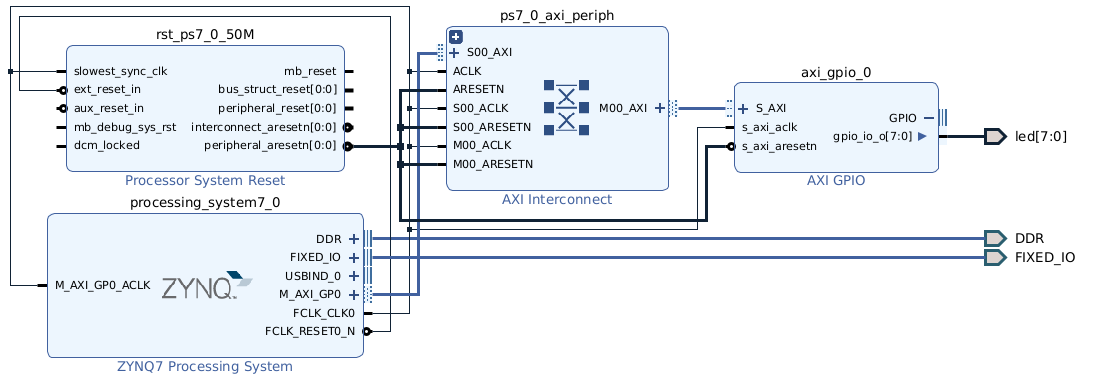 rst_ps7_0_50M
slowest_sync_clk
ext_reset_in
aux_reset_in
mb_debug_sys_rst
dcm_locked
mb_reset
bus_struct_reset[0:0]
peripheral_reset[0:0]
interconnect_aresetn[0:0]
peripheral_aresetn[0:0]
Processor System Reset
ps7_0_axi_periph
S00_AXI
ACLK
ARESETN
S00_ACLK
S00_ARESETN
M00_ACLK
M00_ARESETN
M00_AXI
AXI Interconnect
axi_gpio_0
S_AXI
s_axi_aclk
s_axi_aresetn
GPIO
gpio_io_o[7:0]
AXI GPIO
led[7:0]
processing_system7_0
M_AXI_GP0_ACLK
ZYNQ
DDR
FIXED_IO
USBIND_0
M_AXI_GP0
FCLK_CLK0
FCLK_RESET0_N
ZYNQ7 Processing System
DDR
FIXED_IO